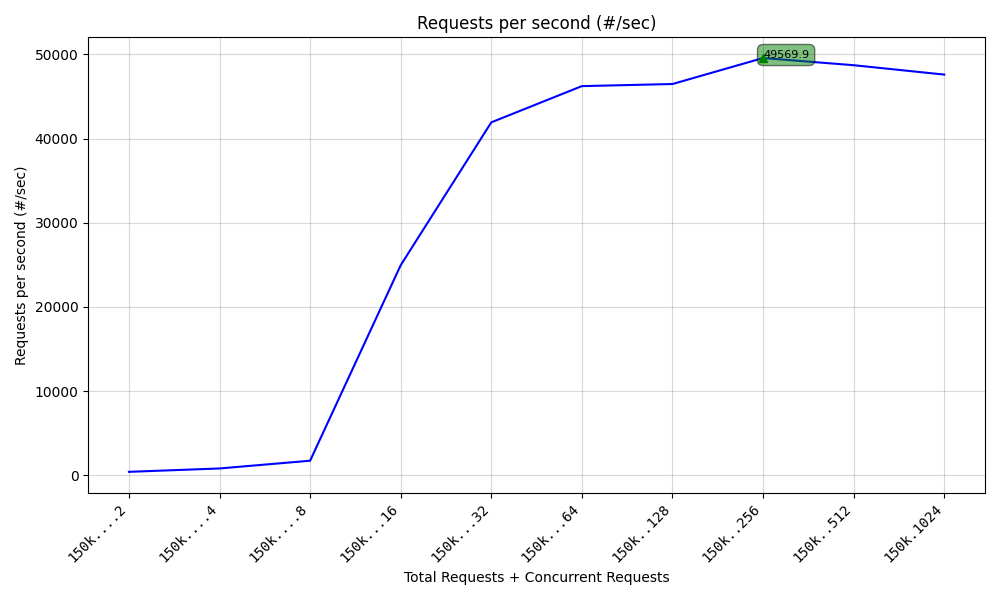 Requests per second (#/sec)
50000
40000
30000
20000
10000
0
Requests per second (#/sec)
49569.9
150k....2
150k....4
150k....8
150k...16
150k...32
150k...64
150k..128
150k..256
150k..512
150k.1024
Total Requests + Concurrent Requests